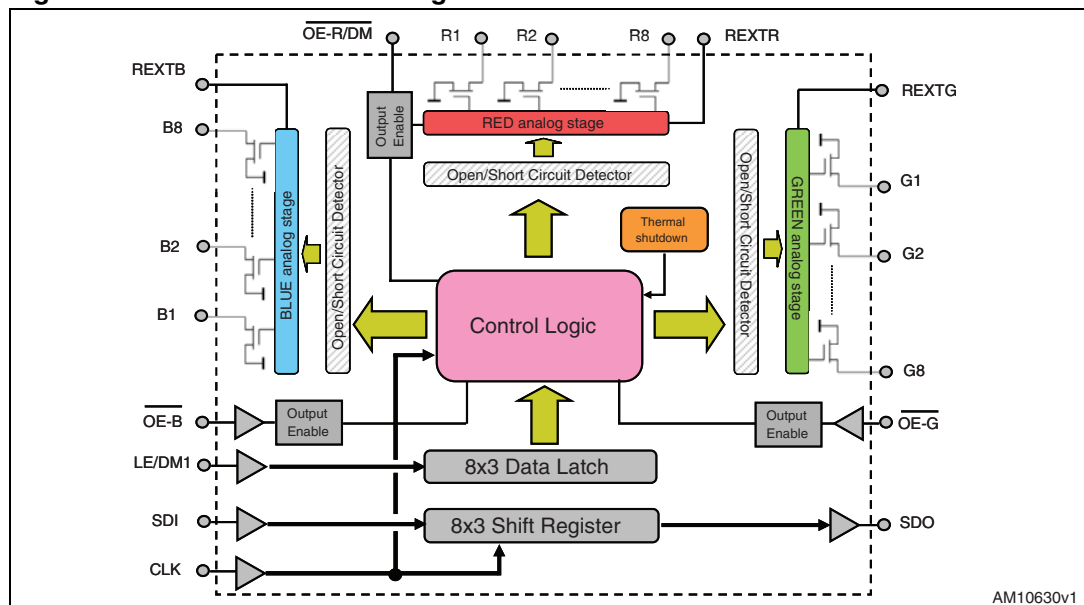 OE-R/DM
R1
R2
R8
REXTR
REXTB
REXTG
B8
B2
B1
G1
G2
G8
Output
Enable
RED analog stage
Open/Short Circuit Detector
Thermal
shutdown
BLUE analog stage
Open/Short Circuit Detector
Open/Short Circuit Detector
GREEN analog stage
Control Logic
OE-B
Output
Enable
Output
Enable
OE-G
LE/DM1
8x3 Data Latch
SDI
8x3 Shift Register
SDO
CLK
AM10630v1